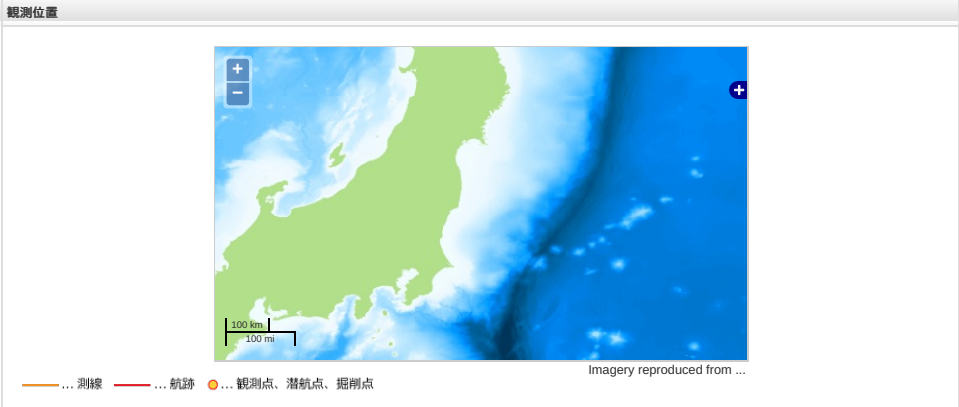 観測位置
+
−
+
100 km
100 mi
Imagery reproduced from ...
... 測線 ... 航跡 ... 観測点、潜航点、掘削点